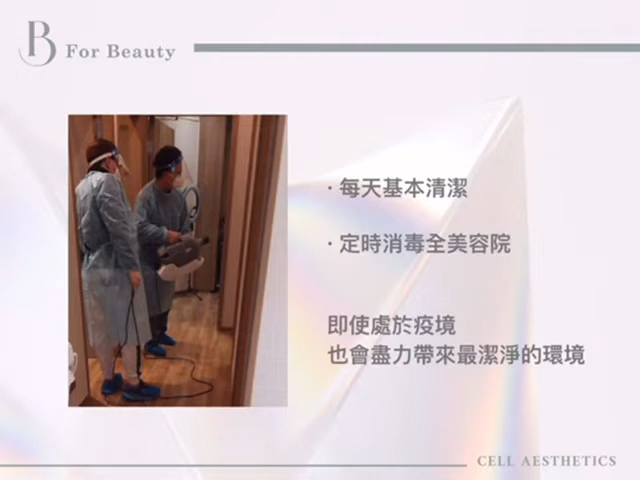 B For Beauty
· 每天基本清潔
· 定時消毒全美容院
即使處於疫境
也會盡力帶來最潔淨的環境
CELL AESTHETICS